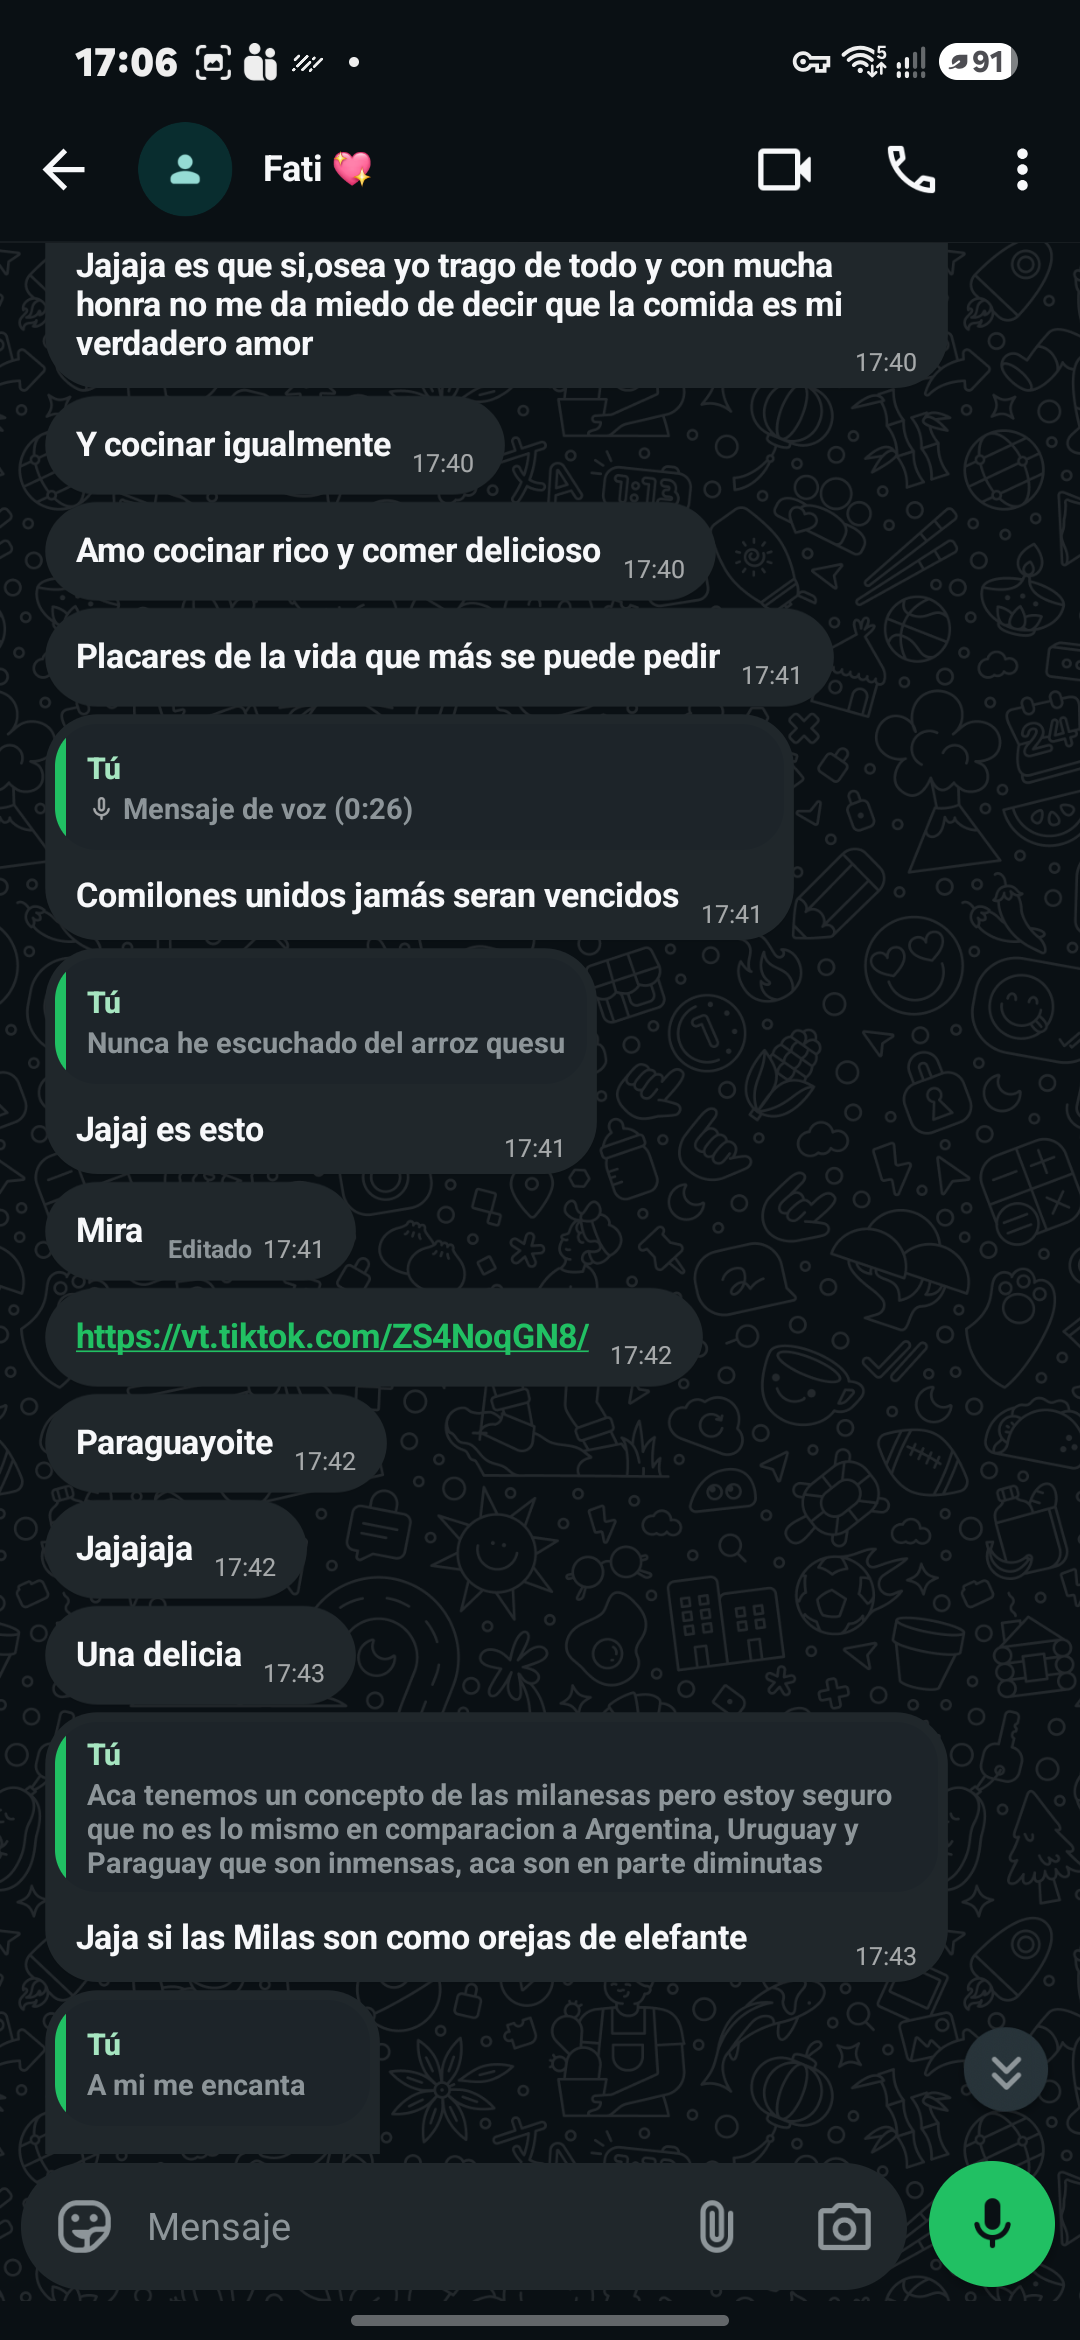 17:06
5
91
Fati 💖
Jajaja es que si,osea yo trago de todo y con mucha
honra no me da miedo de decir que la comida es mi
verdadero amor
17:40
Y cocinar igualmente 17:40
Amo cocinar rico y comer delicioso 17:40
Placares de la vida que más se puede pedir 17:41
Tú
Mensaje de voz (0:26)
Comilones unidos jamás seran vencidos 17:41
Tú
Nunca he escuchado del arroz quesu
Jajaj es esto 17:41
Mira Editado 17:41
https://vt.tiktok.com/ZS4NoqGN8/ 17:42
Paraguayoite 17:42
Jajajaja 17:42
Una delicia 17:43
Tú
Aca tenemos un concepto de las milanesas pero estoy seguro
que no es lo mismo en comparacion a Argentina, Uruguay y
Paraguay que son inmensas, aca son en parte diminutas
Jaja si las Milas son como orejas de elefante 17:43
Tú
A mi me encanta
Mensaje